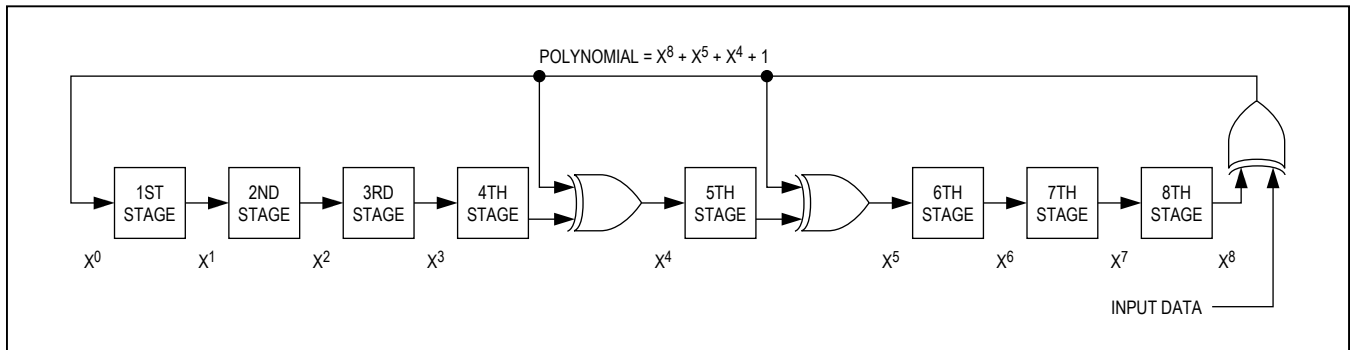 POLYNOMIAL = X⁸ + X⁵ + X⁴ + 1
1ST
STAGE
2ND
STAGE
3RD
STAGE
4TH
STAGE
5TH
STAGE
6TH
STAGE
7TH
STAGE
8TH
STAGE
X⁰
X¹
X²
X³
X⁴
X⁵
X⁶
X⁷
X⁸
INPUT DATA